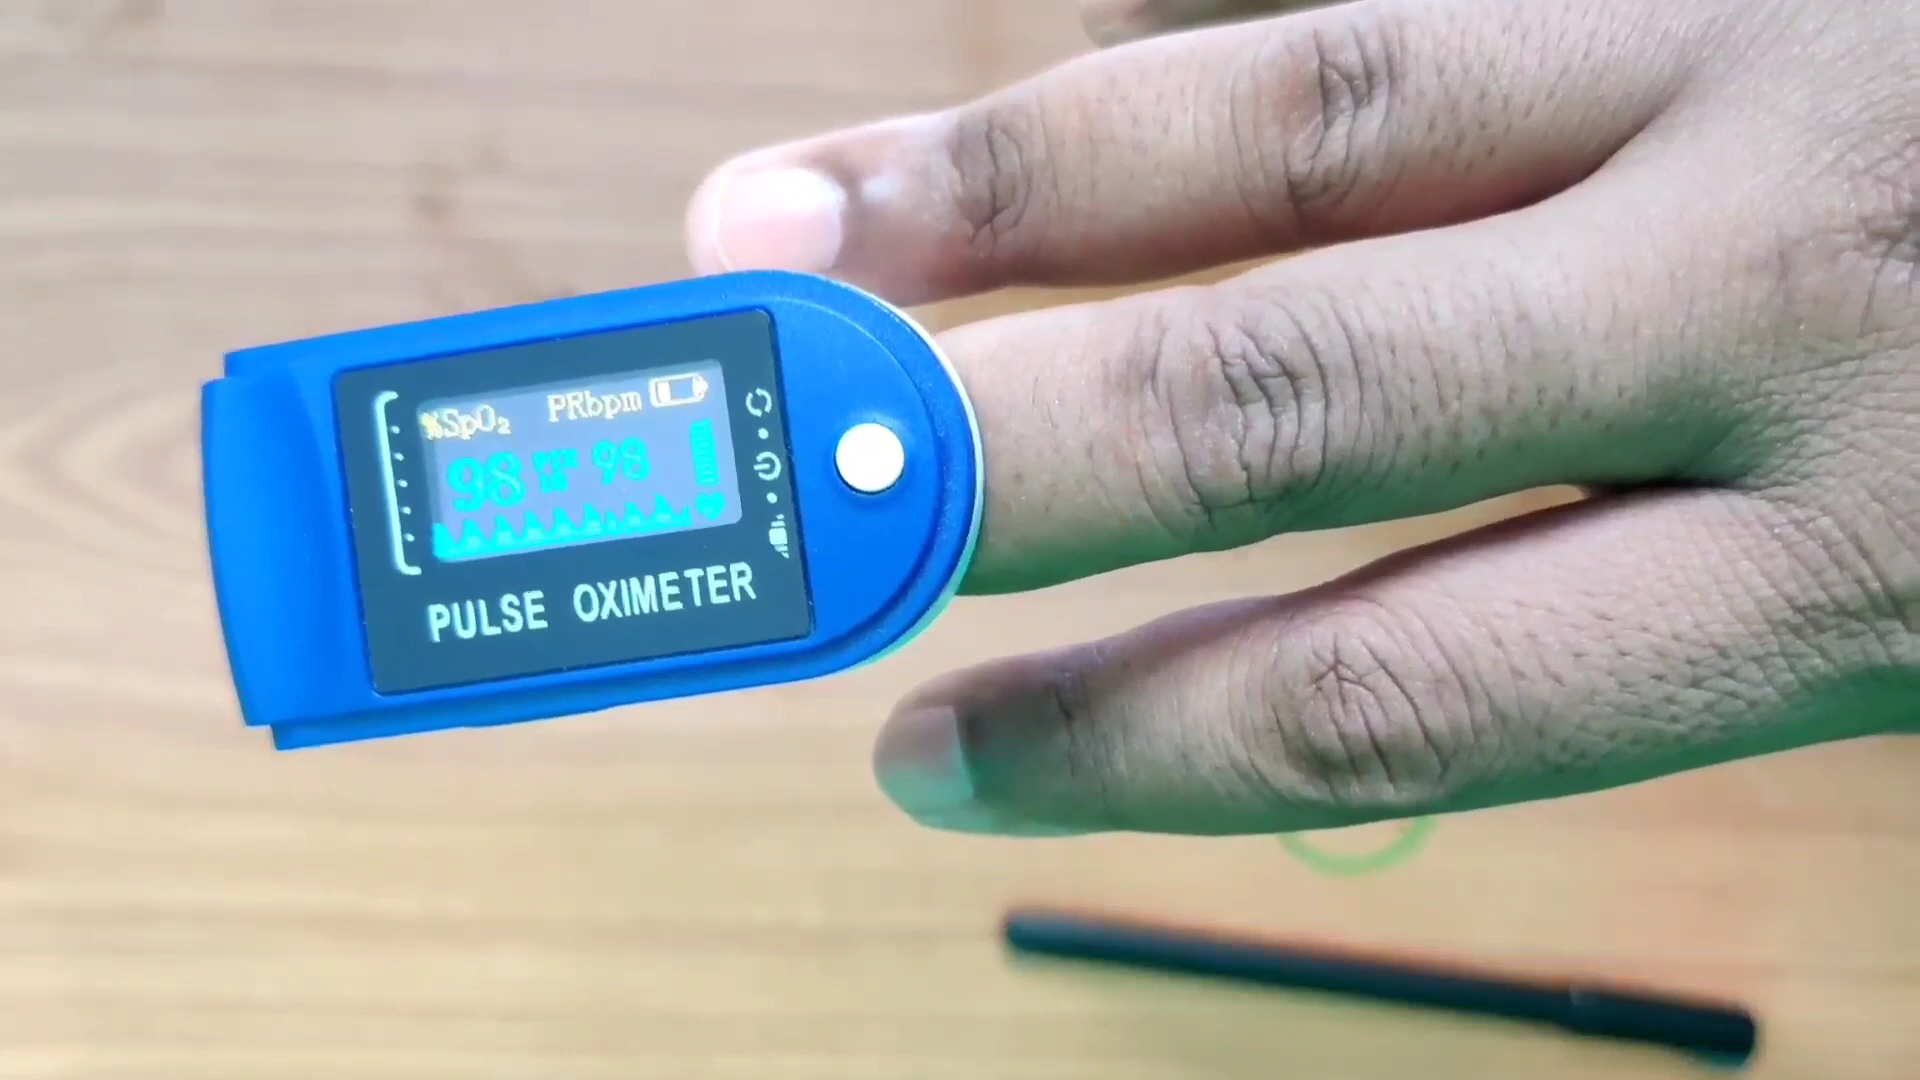 %SpO₂ PRbpm
98 98
PULSE OXIMETER